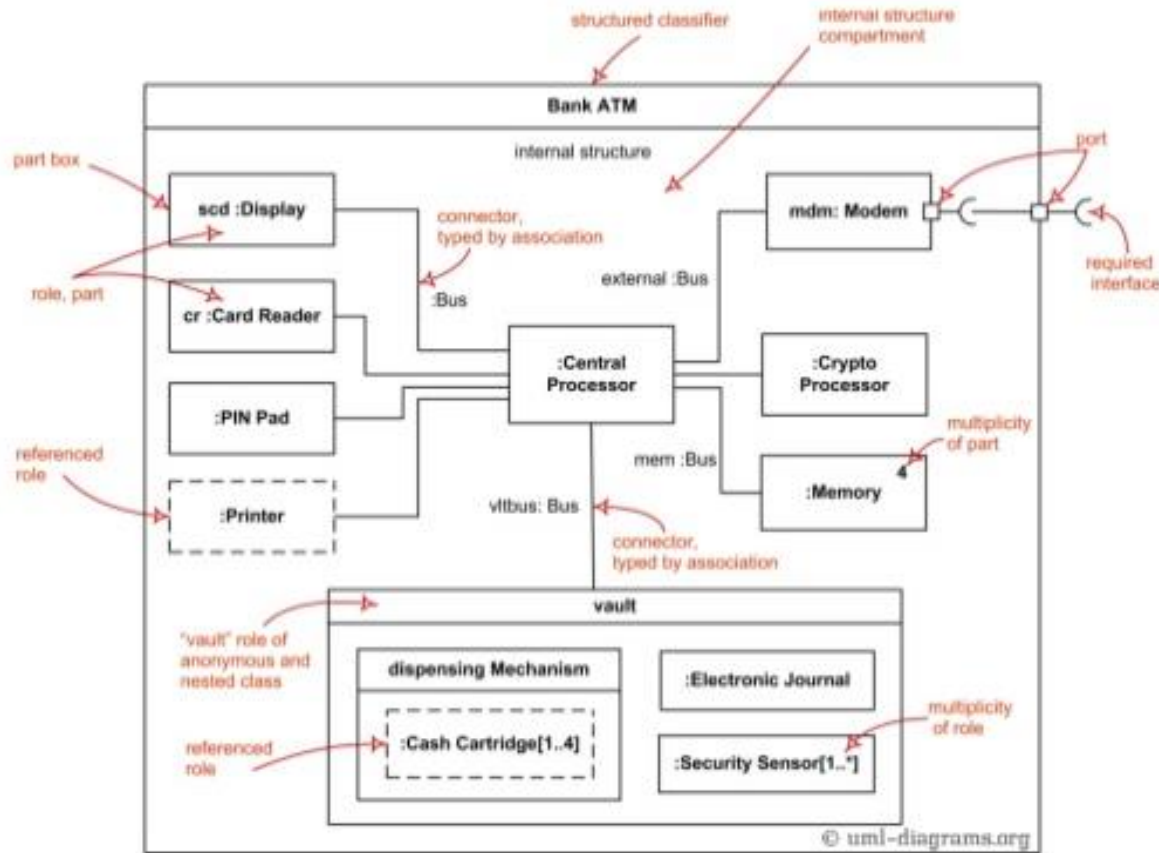 structured classifier
internal structure
compartment
Bank ATM
internal structure
part box
port
scd :Display
mdm: Modem
connector,
typed by association
role, part
external :Bus
required
interface
:Bus
cr :Card Reader
:Central
Processor
:Crypto
Processor
:PIN Pad
multiplicity
of part
referenced
role
mem :Bus
4
:Memory
:Printer
vltbus: Bus
connector,
typed by association
vault
"vault" role of
anonymous and
nested class
dispensing Mechanism
:Electronic Journal
multiplicity
of role
referenced
role
:Cash Cartridge[1..4]
:Security Sensor[1..*]
© uml-diagrams.org